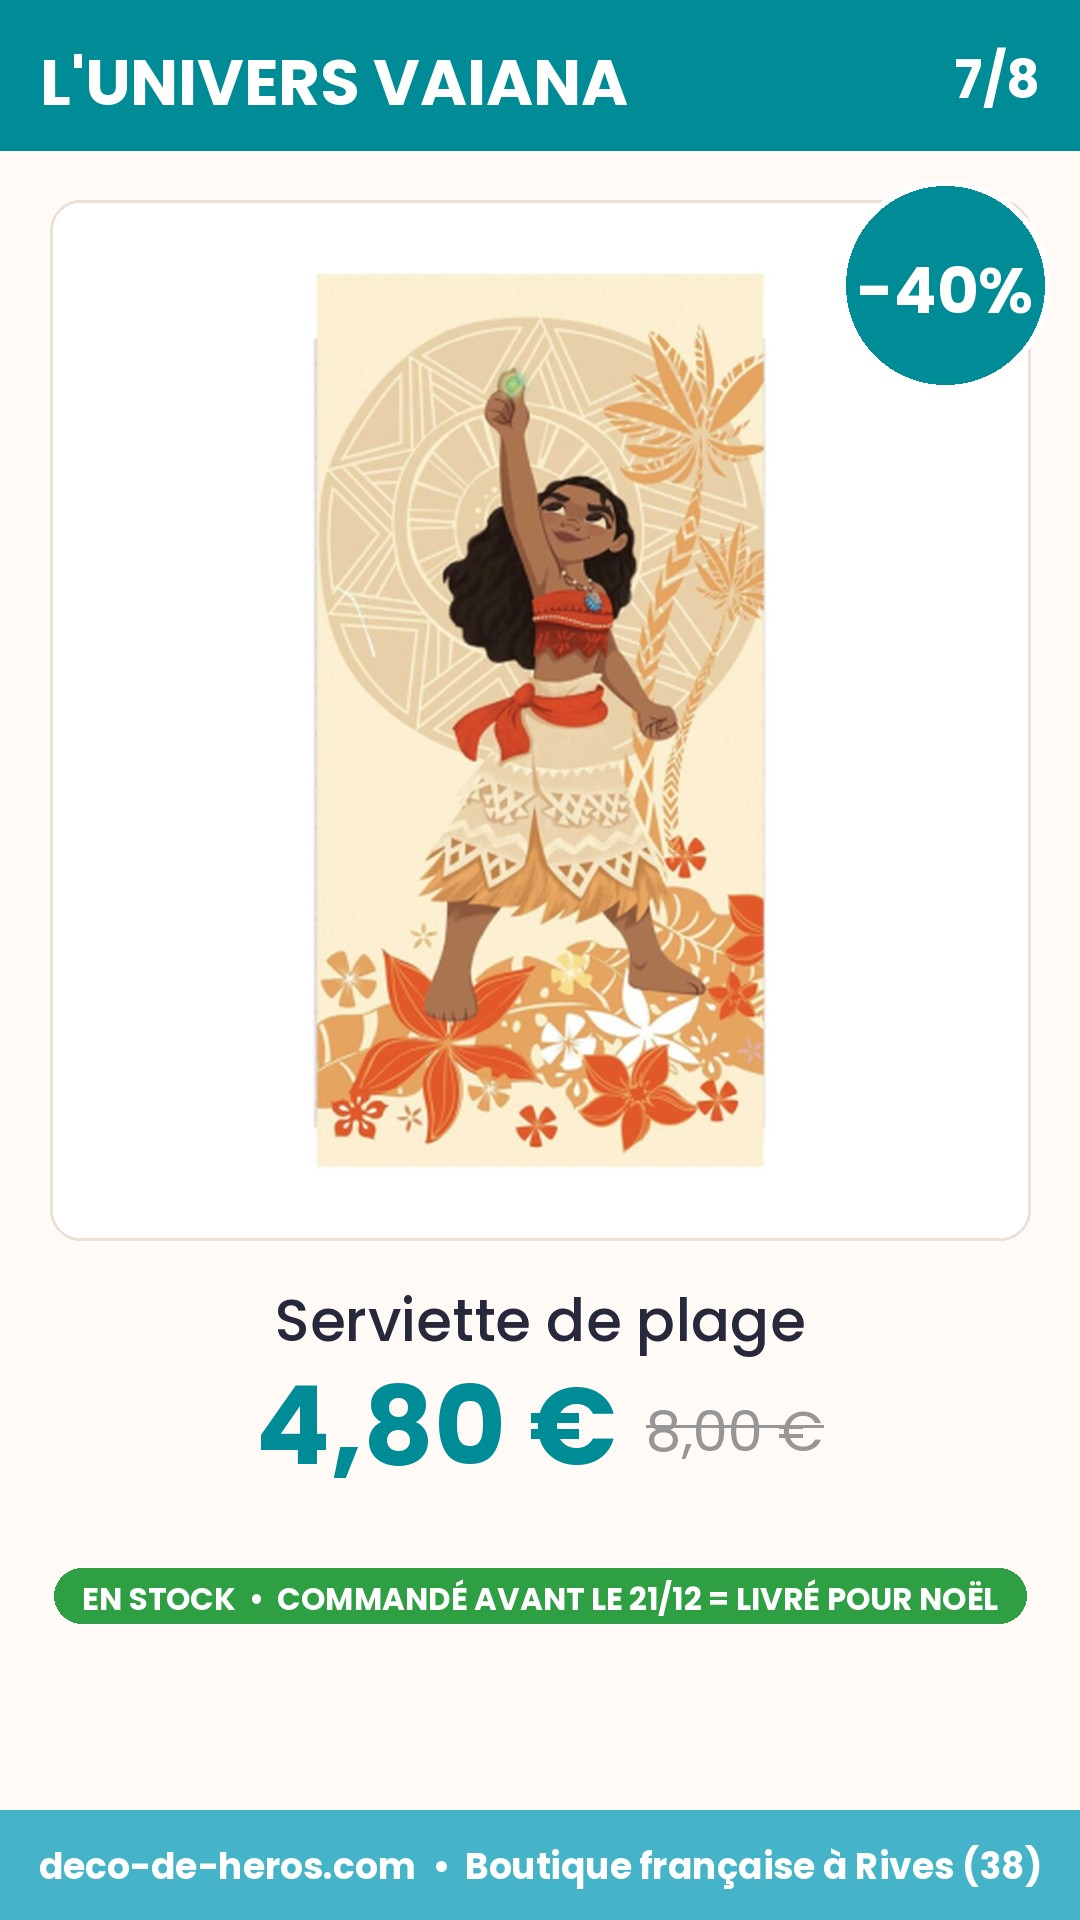 L'UNIVERS VAIANA
7/8
-40%
Serviette de plage
4,80 € 8,00 €
EN STOCK • COMMANDÉ AVANT LE 21/12 = LIVRÉ POUR NOËL
deco-de-heros.com • Boutique française à Rives (38)